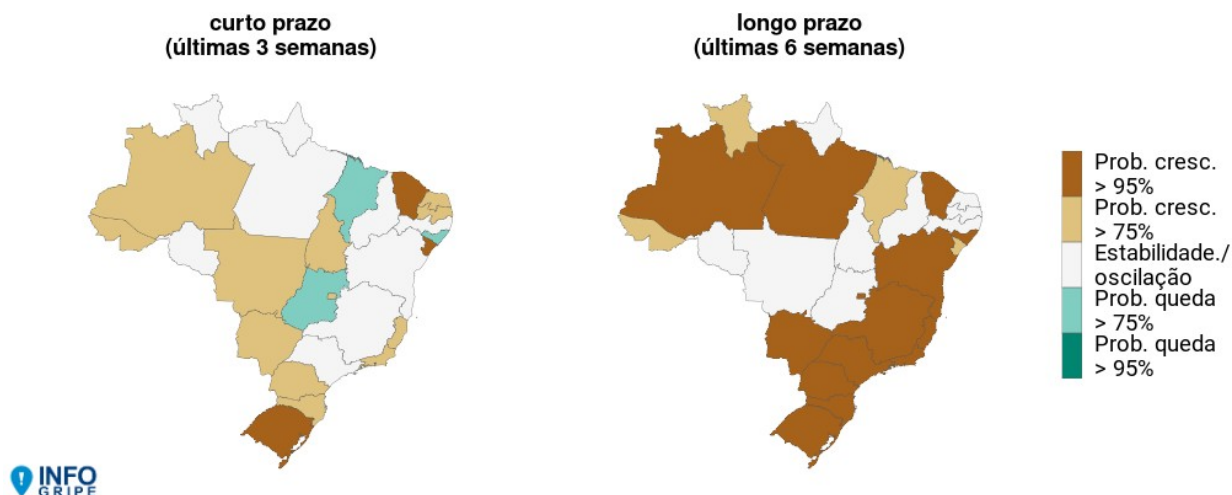 curto prazo
(últimas 3 semanas)
longo prazo
(últimas 6 semanas)
Prob. cresc.
> 95%
Prob. cresc.
> 75%
Estabilidade./
oscilação
Prob. queda
> 75%
Prob. queda
> 95%
INFO
GRIPE